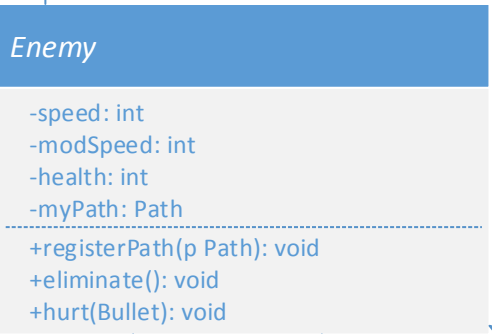 Enemy
-speed: int
-modSpeed: int
-health: int
-myPath: Path
+registerPath(p Path): void
+eliminate(): void
+hurt(Bullet): void